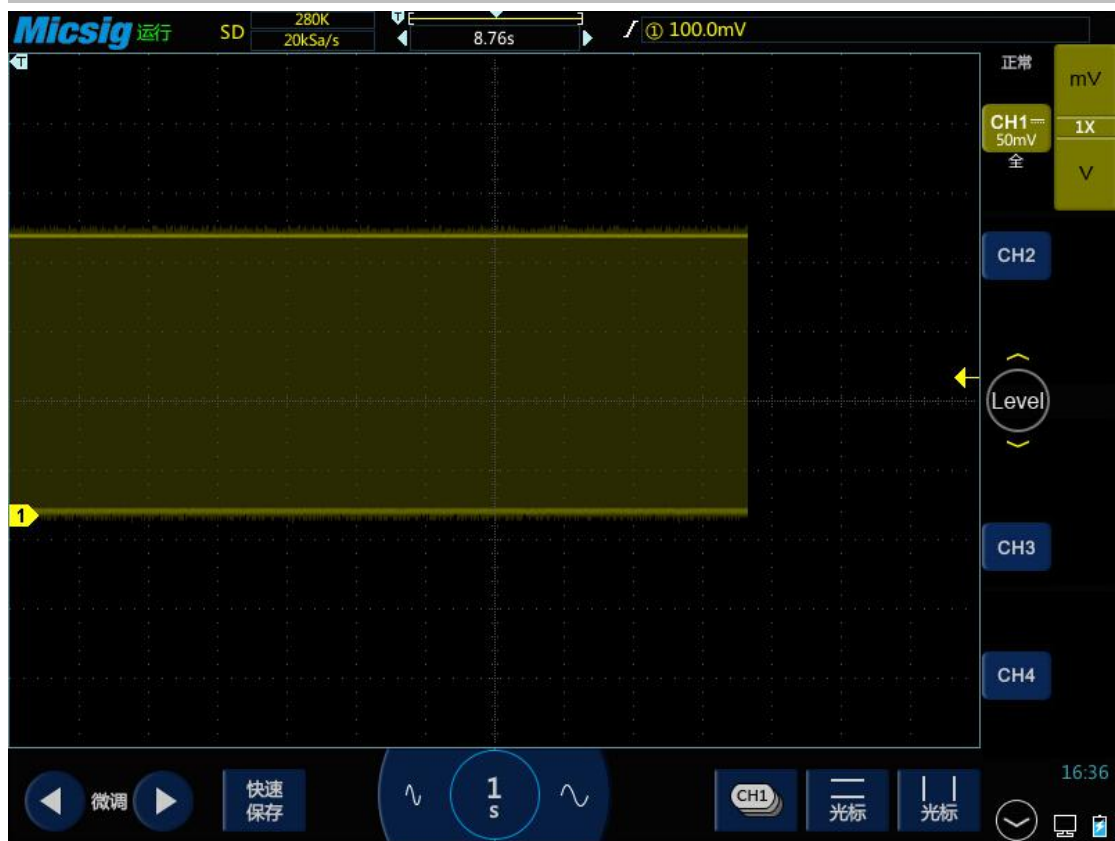 Micsig 运行 SD 280K 20kSa/s T 8.76s ① 100.0mV
T
正常
mV
CH1 50mV
1X
全
V
CH2
Level
1
CH3
CH4
微调
快速
保存
1
s
CH1
光标
光标
16:36